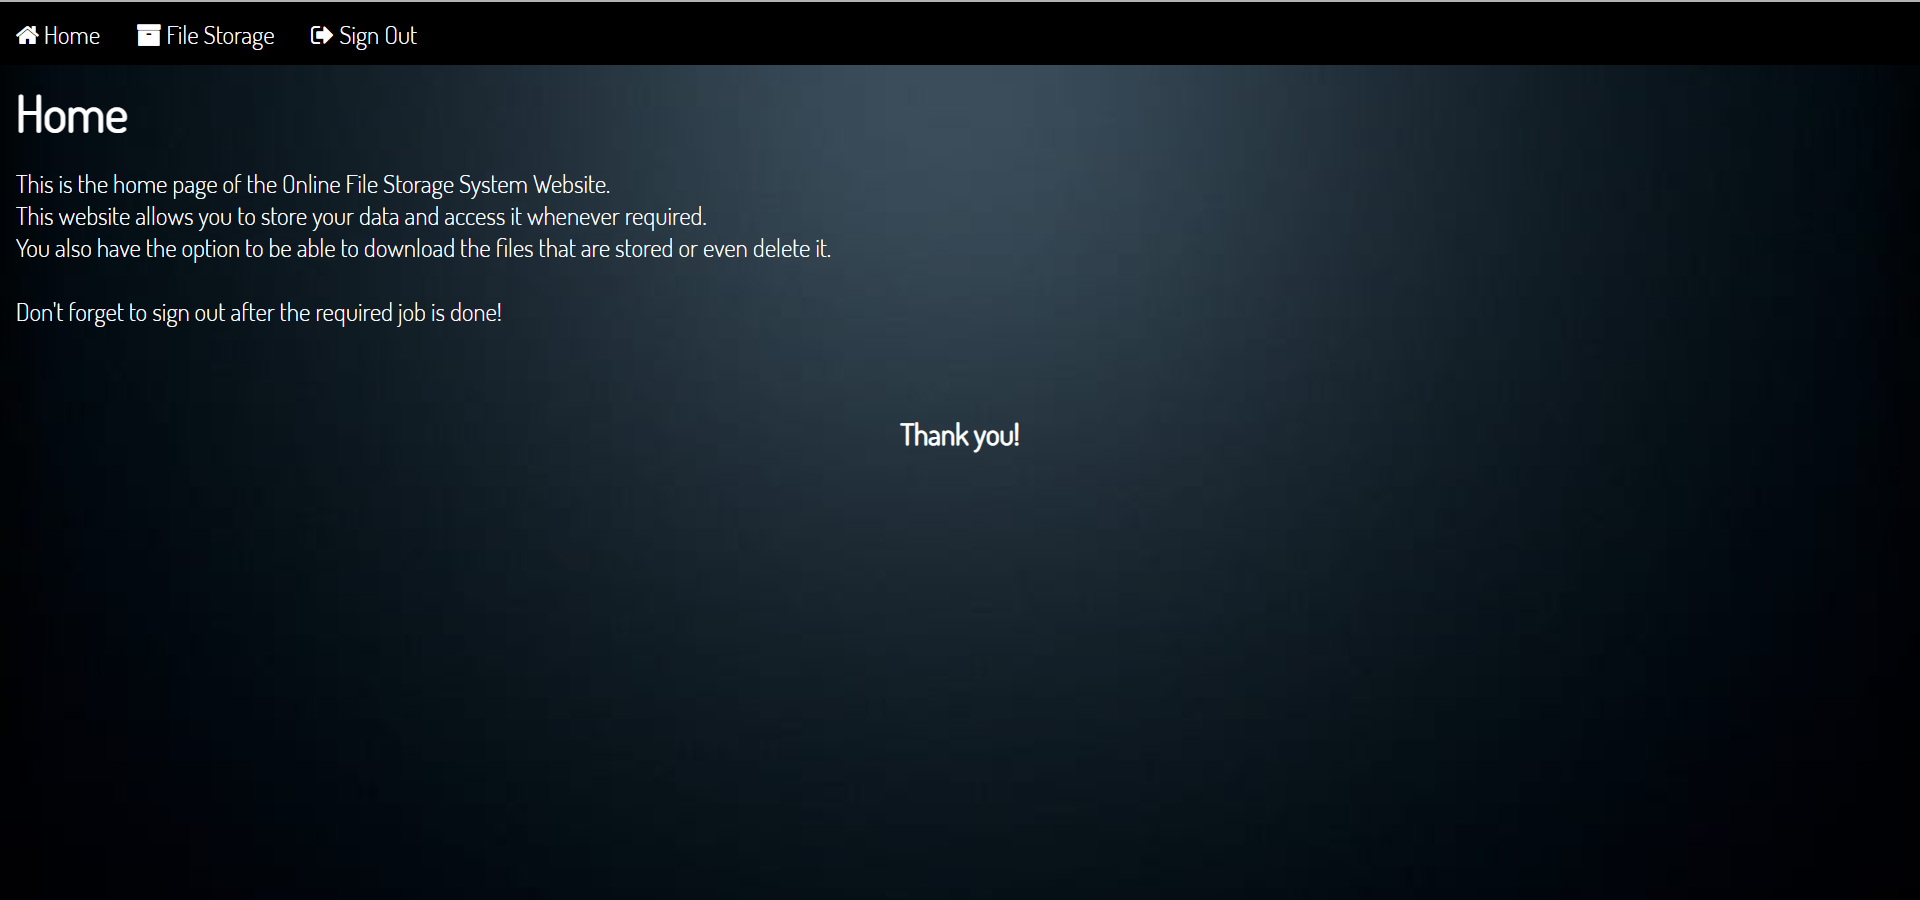 Home File Storage Sign Out
Home
This is the home page of the Online File Storage System Website.
This website allows you to store your data and access it whenever required.
You also have the option to be able to download the files that are stored or even delete it.
Don't forget to sign out after the required job is done!
Thank you!